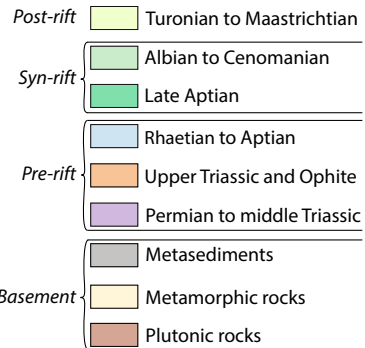 Post-rift Turonian to Maastrichtian
Albian to Cenomanian
Syn-rift
Late Aptian
Rhaetian to Aptian
Pre-rift Upper Triassic and Ophite
Permian to middle Triassic
Metasediments
Basement Metamorphic rocks
Plutonic rocks